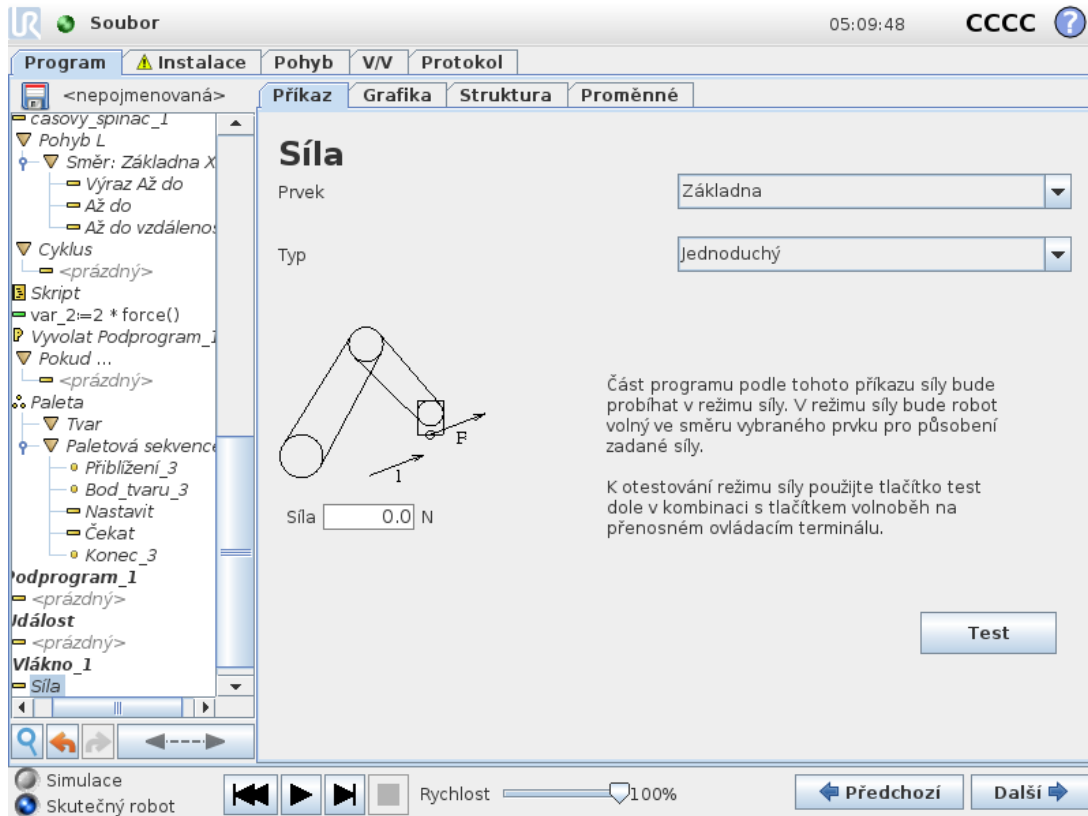 Soubor
05:09:48
CCCC
?
Program
Instalace
Pohyb
V/V
Protokol
<nepojmenovaná>
Příkaz
Grafika
Struktura
Proměnné
časový_spínač_1
Pohyb L
Směr: Základna X
Výraz Až do
Až do
Až do vzdálenos
Cyklus
<prázdný>
Skript
var_2:=2 * force()
Vyvolat Podprogram_1
Pokud ...
<prázdný>
Paleta
Tvar
Paletová sekvence
Přiblížení_3
Bod_tvaru_3
Nastavit
Čekat
Konec_3
Podprogram_1
<prázdný>
Událost
<prázdný>
Vlákno_1
Síla
Síla
Prvek
Základna
Typ
Jednoduchý
F
1
Síla 0.0 N
Část programu podle tohoto příkazu síly bude
probíhat v režimu síly. V režimu síly bude robot
volný ve směru vybraného prvku pro působení
zadané síly.
K otestování režimu síly použijte tlačítko test
dole v kombinaci s tlačítkem volnoběh na
přenosném ovládacím terminálu.
Test
Simulace
Skutečný robot
Rychlost
100%
Předchozí
Další